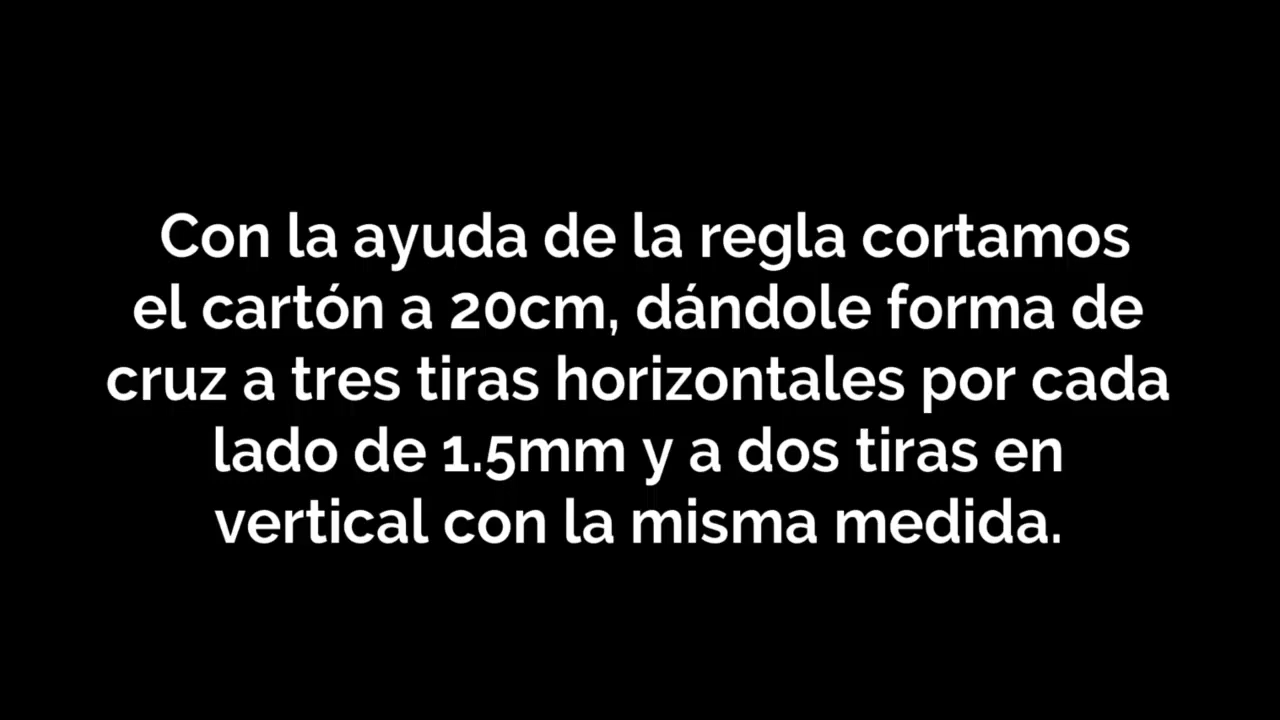 Con la ayuda de la regla cortamos
el cartón a 20cm, dándole forma de
cruz a tres tiras horizontales por cada
lado de 1.5mm y a dos tiras en
vertical con la misma medida.